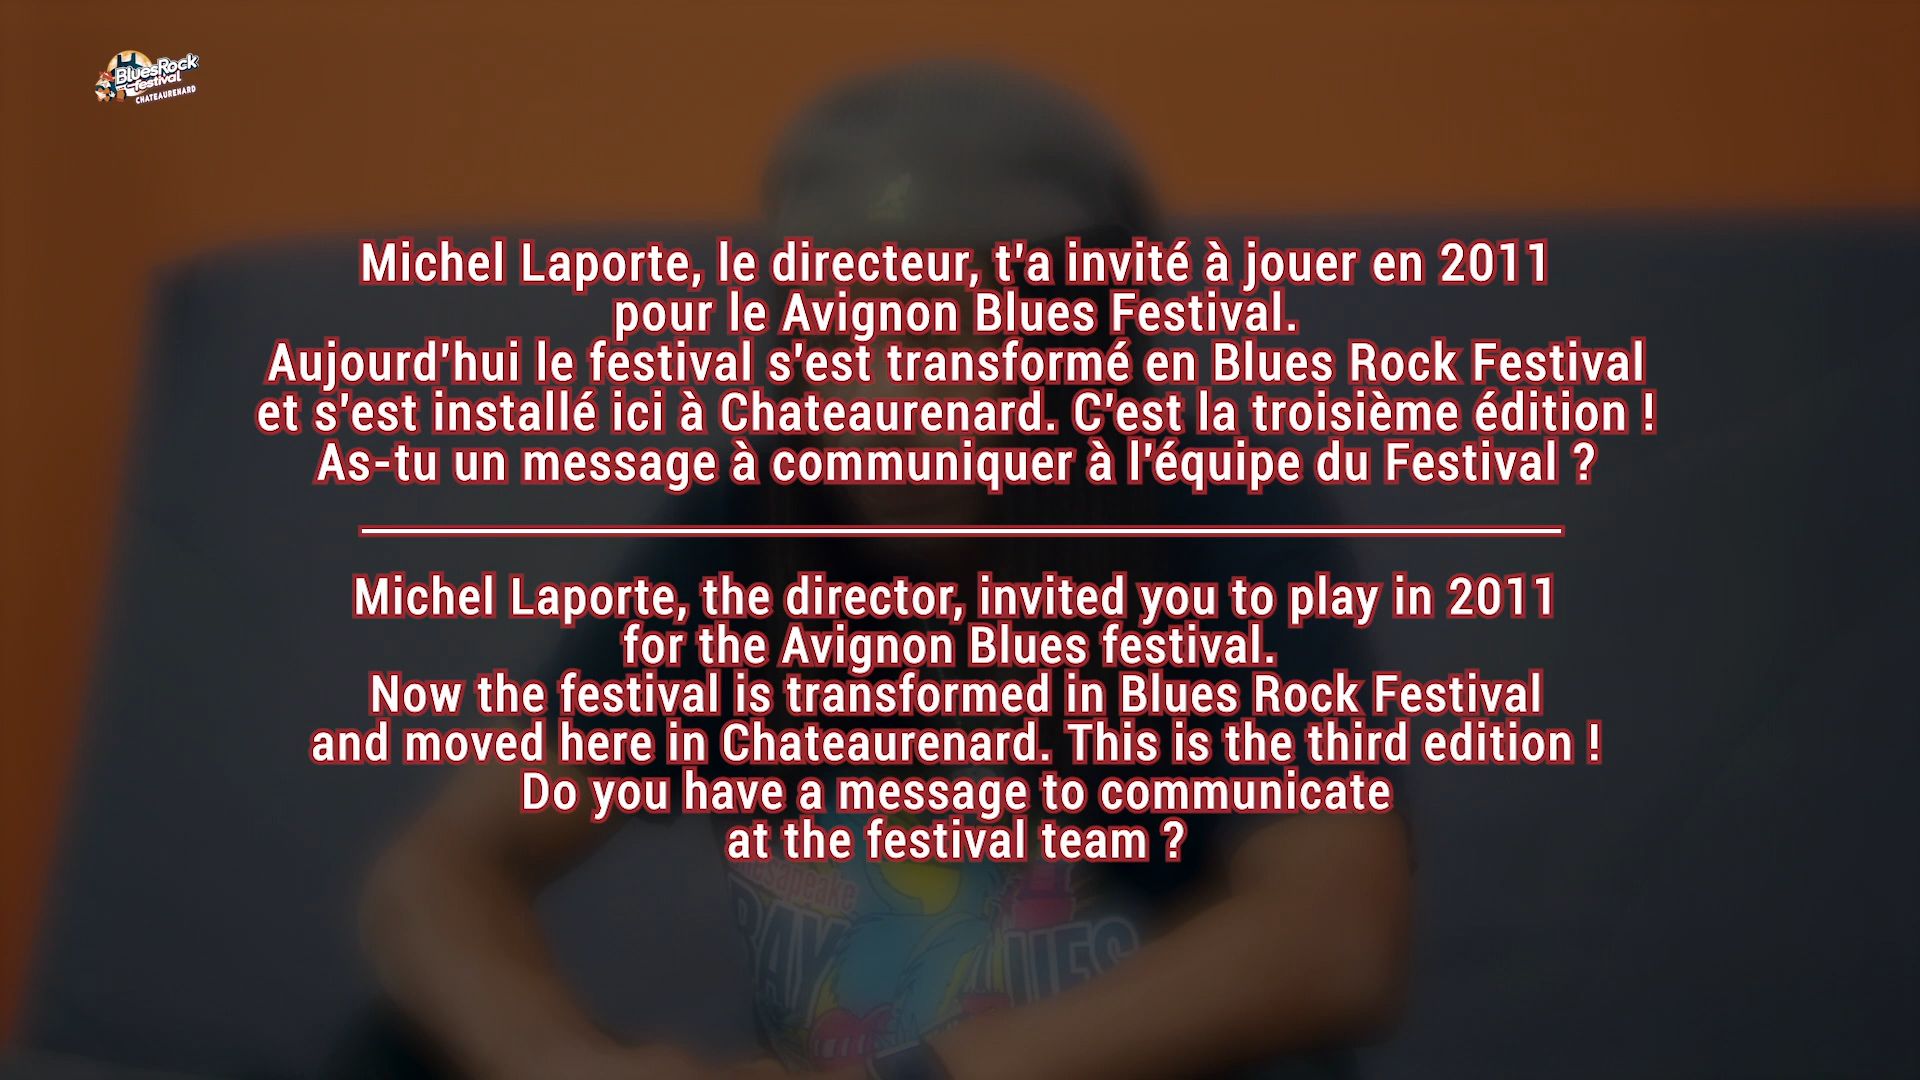 BluesRock
festival
CHATEAURENARD
Michel Laporte, le directeur, t'a invité à jouer en 2011
pour le Avignon Blues Festival.
Aujourd'hui le festival s'est transformé en Blues Rock Festival
et s'est installé ici à Chateaurenard. C'est la troisième édition !
As-tu un message à communiquer à l'équipe du Festival ?
Michel Laporte, the director, invited you to play in 2011
for the Avignon Blues festival.
Now the festival is transformed in Blues Rock Festival
and moved here in Chateaurenard. This is the third edition !
Do you have a message to communicate
at the festival team ?
Chesapeake
BAY BLUES